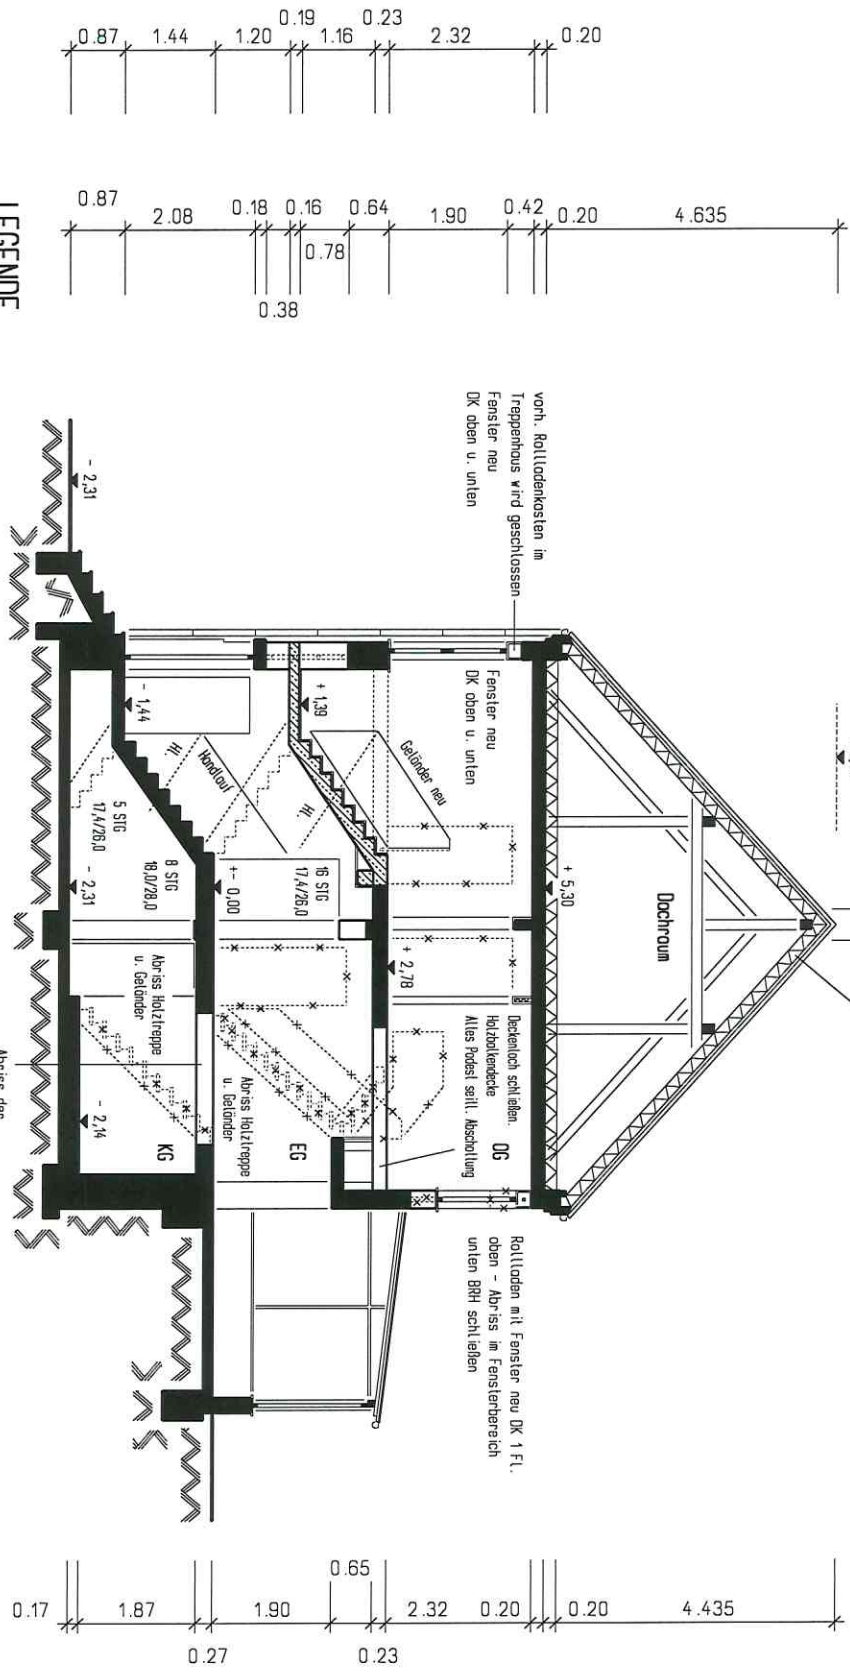 0.87 1.44 1.20 0.19 1.16 0.23 2.32 0.20
0.87 2.08 0.18 0.38 0.16 0.78 0.64 1.90 0.42 0.20 4.635
LEGENDE
vorh. Rollladenkasten im
Treppenhaus wird geschlossen
Fenster neu
DK oben u. unten
Fenster neu
DK oben u. unten
Dachraum
+ 5,30
Geländer neu
+ 1,39
HL
16 STG
17,4/26,0
+ 2,78
Deckenloch schließen.
Holzbalkendecke
Altes Podest seitl. Abschottung
OG
- 2,31
- 1,44
HL
Handlauf
+- 0,00
5 STG
17,4/26,0
8 STG
18,0/28,0
- 2,31
Abriss Holztreppe
u. Geländer
Abriss Holztreppe
u. Geländer
EG
KG
- 2,14
Abriss der
Rollladen mit Fenster neu DK 1 Fl.
oben - Abriss im Fensterbereich
unten BRH schließen
0.17 1.87 0.27 1.90 0.65 0.23 2.32 0.20 0.20 4.435